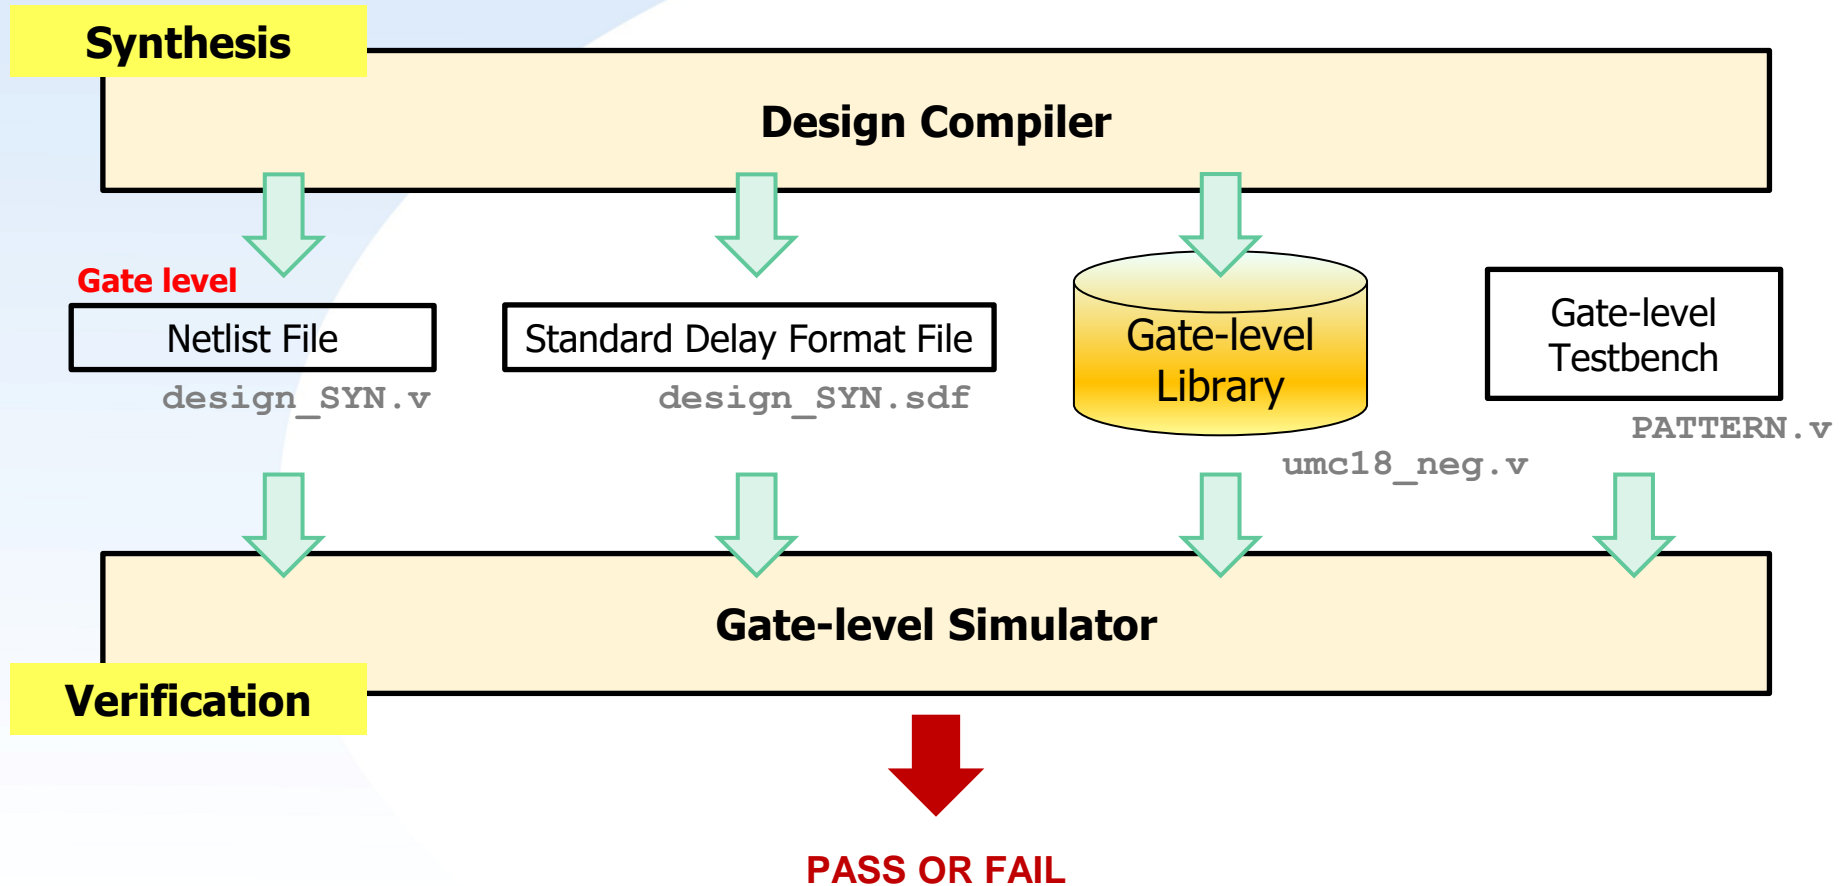 Synthesis
Design Compiler
Gate level
Netlist File
design_SYN.v
Standard Delay Format File
design_SYN.sdf
Gate-level
Library
umc18_neg.v
Gate-level
Testbench
PATTERN.v
Gate-level Simulator
Verification
PASS OR FAIL